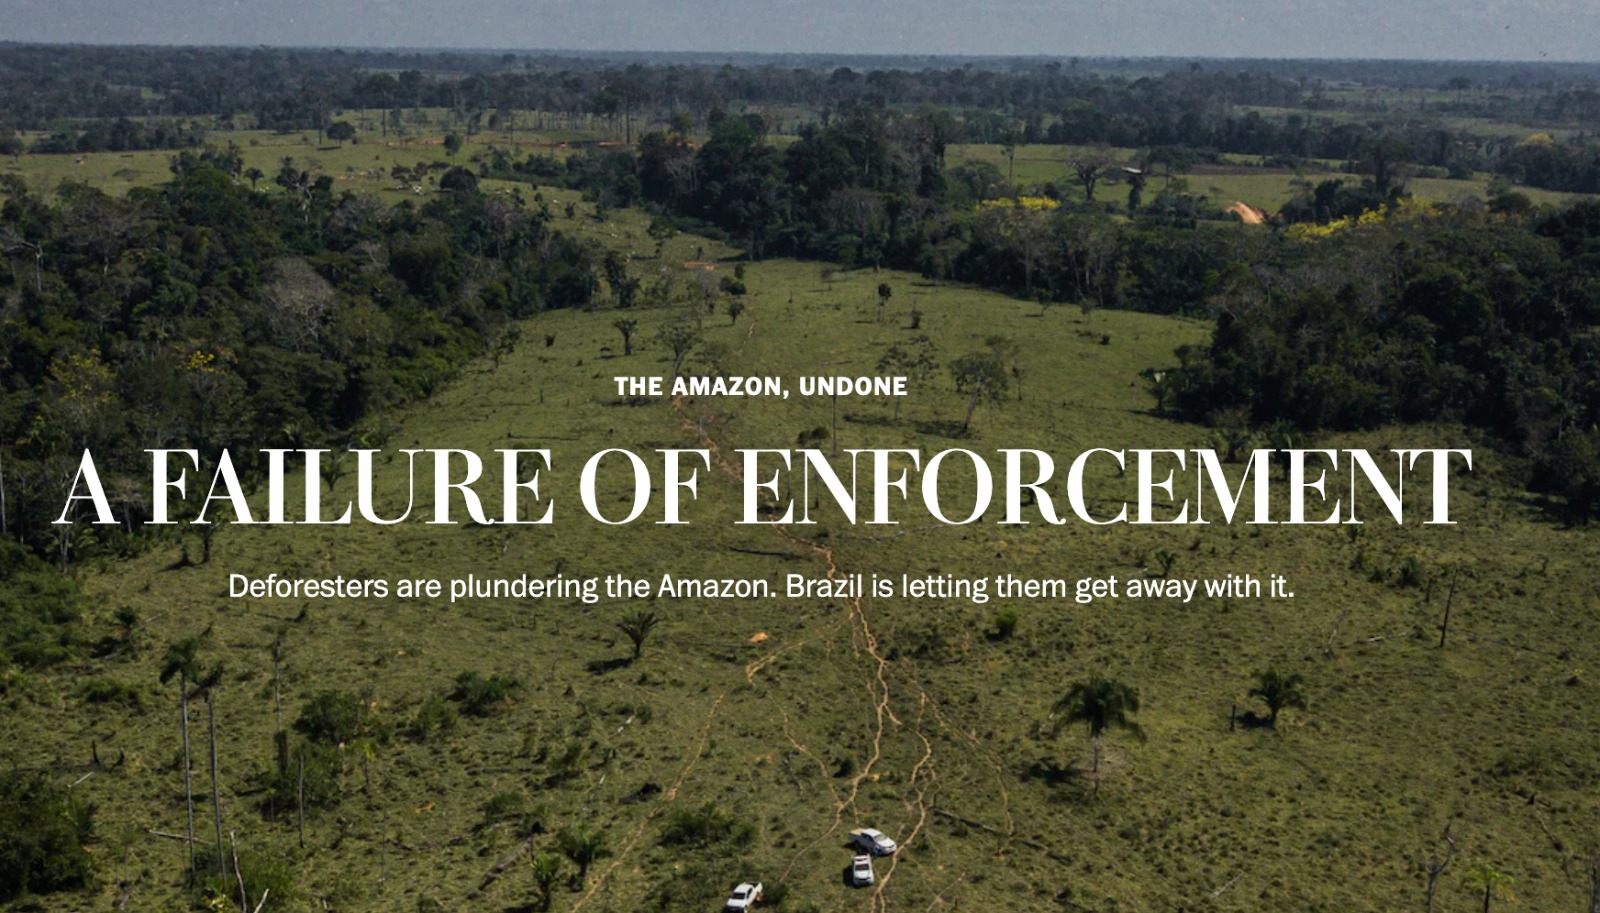 THE AMAZON, UNDONE
A FAILURE OF ENFORCEMENT
Deforesters are plundering the Amazon. Brazil is letting them get away with it.